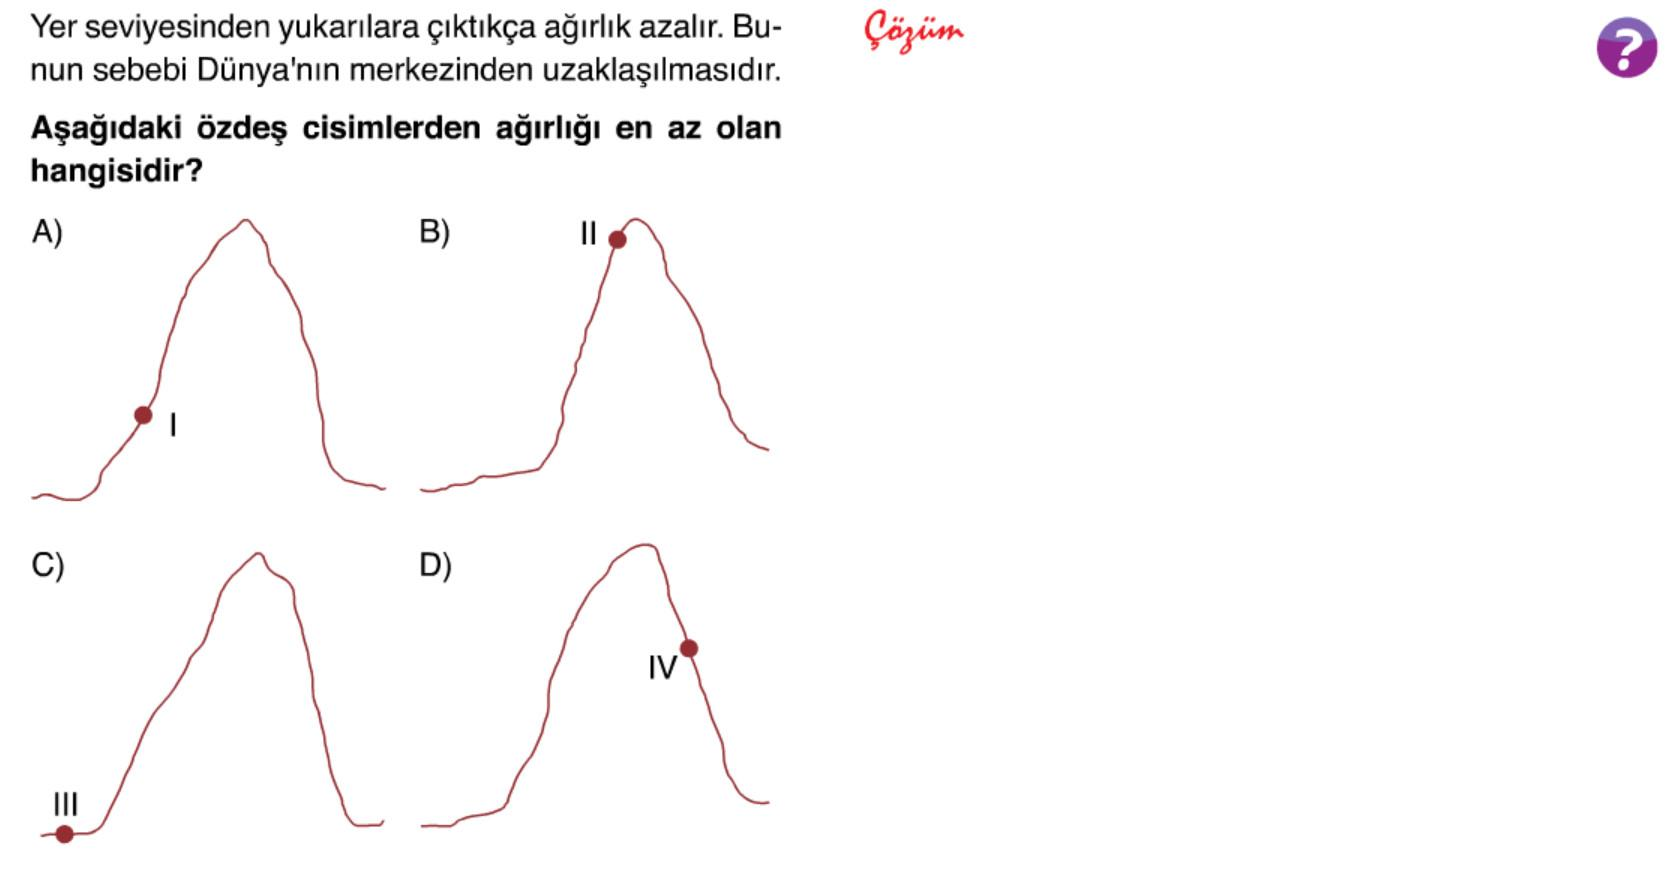 Yer seviyesinden yukarılara çıktıkça ağırlık azalır. Bu-
nun sebebi Dünya'nın merkezinden uzaklaşılmasıdır.
Aşağıdaki özdeş cisimlerden ağırlığı en az olan
hangisidir?
A)
I
B)
II
C)
III
D)
IV
Çözüm
?